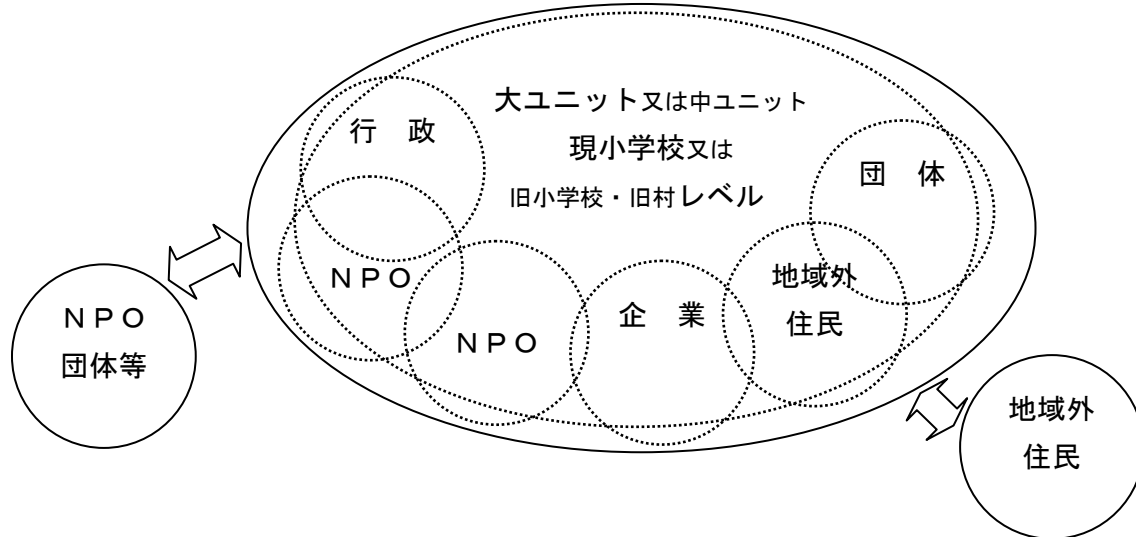 大ユニット又は中ユニット
現小学校又は
旧小学校・旧村レベル
行　政
団　体
ＮＰＯ
ＮＰＯ
企　業
地域外
住民
ＮＰＯ
団体等
地域外
住民